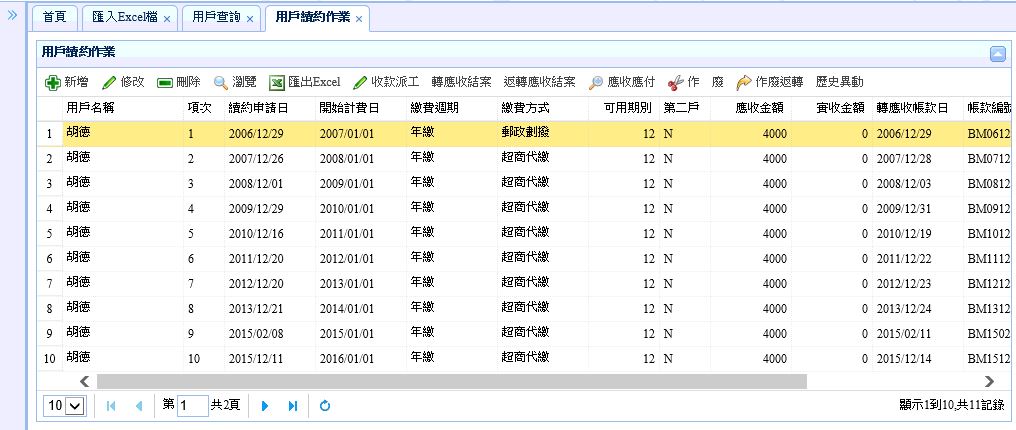 首頁 匯入Excel檔 用戶查詢 用戶續約作業
用戶續約作業
新增 修改 刪除 瀏覽 匯出Excel 收款派工 轉應收結案 返轉應收結案 應收應付 作　廢 作廢返轉 歷史異動
用戶名稱 項次 續約申請日 開始計費日 繳費週期 繳費方式 可用期別 第二戶 應收金額 實收金額 轉應收帳款日 帳款編號
1 胡德 1 2006/12/29 2007/01/01 年繳 郵政劃撥 12 N 4000 0 2006/12/29 BM0612
2 胡德 2 2007/12/26 2008/01/01 年繳 超商代繳 12 N 4000 0 2007/12/28 BM0712
3 胡德 3 2008/12/01 2009/01/01 年繳 超商代繳 12 N 4000 0 2008/12/03 BM0812
4 胡德 4 2009/12/29 2010/01/01 年繳 超商代繳 12 N 4000 0 2009/12/31 BM0912
5 胡德 5 2010/12/16 2011/01/01 年繳 超商代繳 12 N 4000 0 2010/12/19 BM1012
6 胡德 6 2011/12/20 2012/01/01 年繳 超商代繳 12 N 4000 0 2011/12/22 BM1112
7 胡德 7 2012/12/20 2013/01/01 年繳 超商代繳 12 N 4000 0 2012/12/23 BM1212
8 胡德 8 2013/12/21 2014/01/01 年繳 超商代繳 12 N 4000 0 2013/12/24 BM1312
9 胡德 9 2015/02/08 2015/01/01 年繳 超商代繳 12 N 4000 0 2015/02/11 BM1502
10 胡德 10 2015/12/11 2016/01/01 年繳 超商代繳 12 N 4000 0 2015/12/14 BM1512
10 第 1 共2頁 顯示1到10,共11記錄